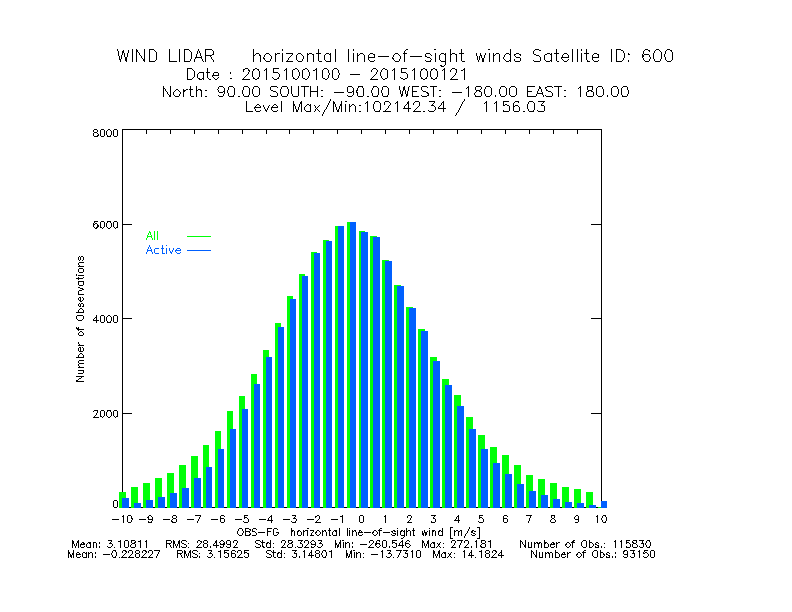 WIND LIDAR horizontal line-of-sight winds Satellite ID: 600
Date : 2015100100 - 2015100121
North: 90.00 SOUTH: -90.00 WEST: -180.00 EAST: 180.00
Level Max/Min:102142.34 / 1156.03
8000
6000
4000
2000
0
Number of Observations
All
Active
-10 -9 -8 -7 -6 -5 -4 -3 -2 -1 0 1 2 3 4 5 6 7 8 9 10
OBS-FG horizontal line-of-sight wind [m/s]
Mean: 3.10811 RMS: 28.4992 Std: 28.3293 Min: -260.546 Max: 272.181 Number of Obs.: 115830
Mean: -0.228227 RMS: 3.15625 Std: 3.14801 Min: -13.7310 Max: 14.1824 Number of Obs.: 93150